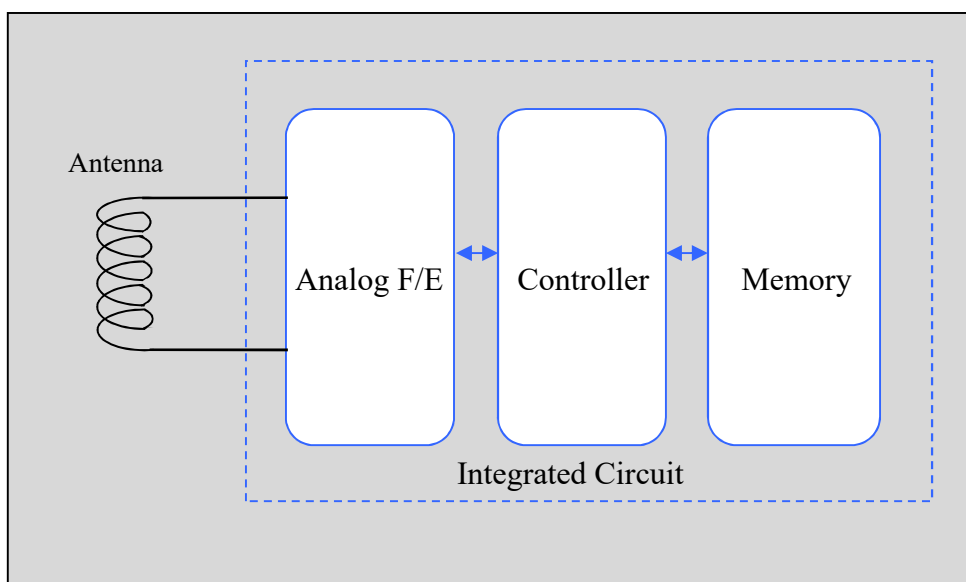 Antenna
Analog F/E
Controller
Memory
Integrated Circuit